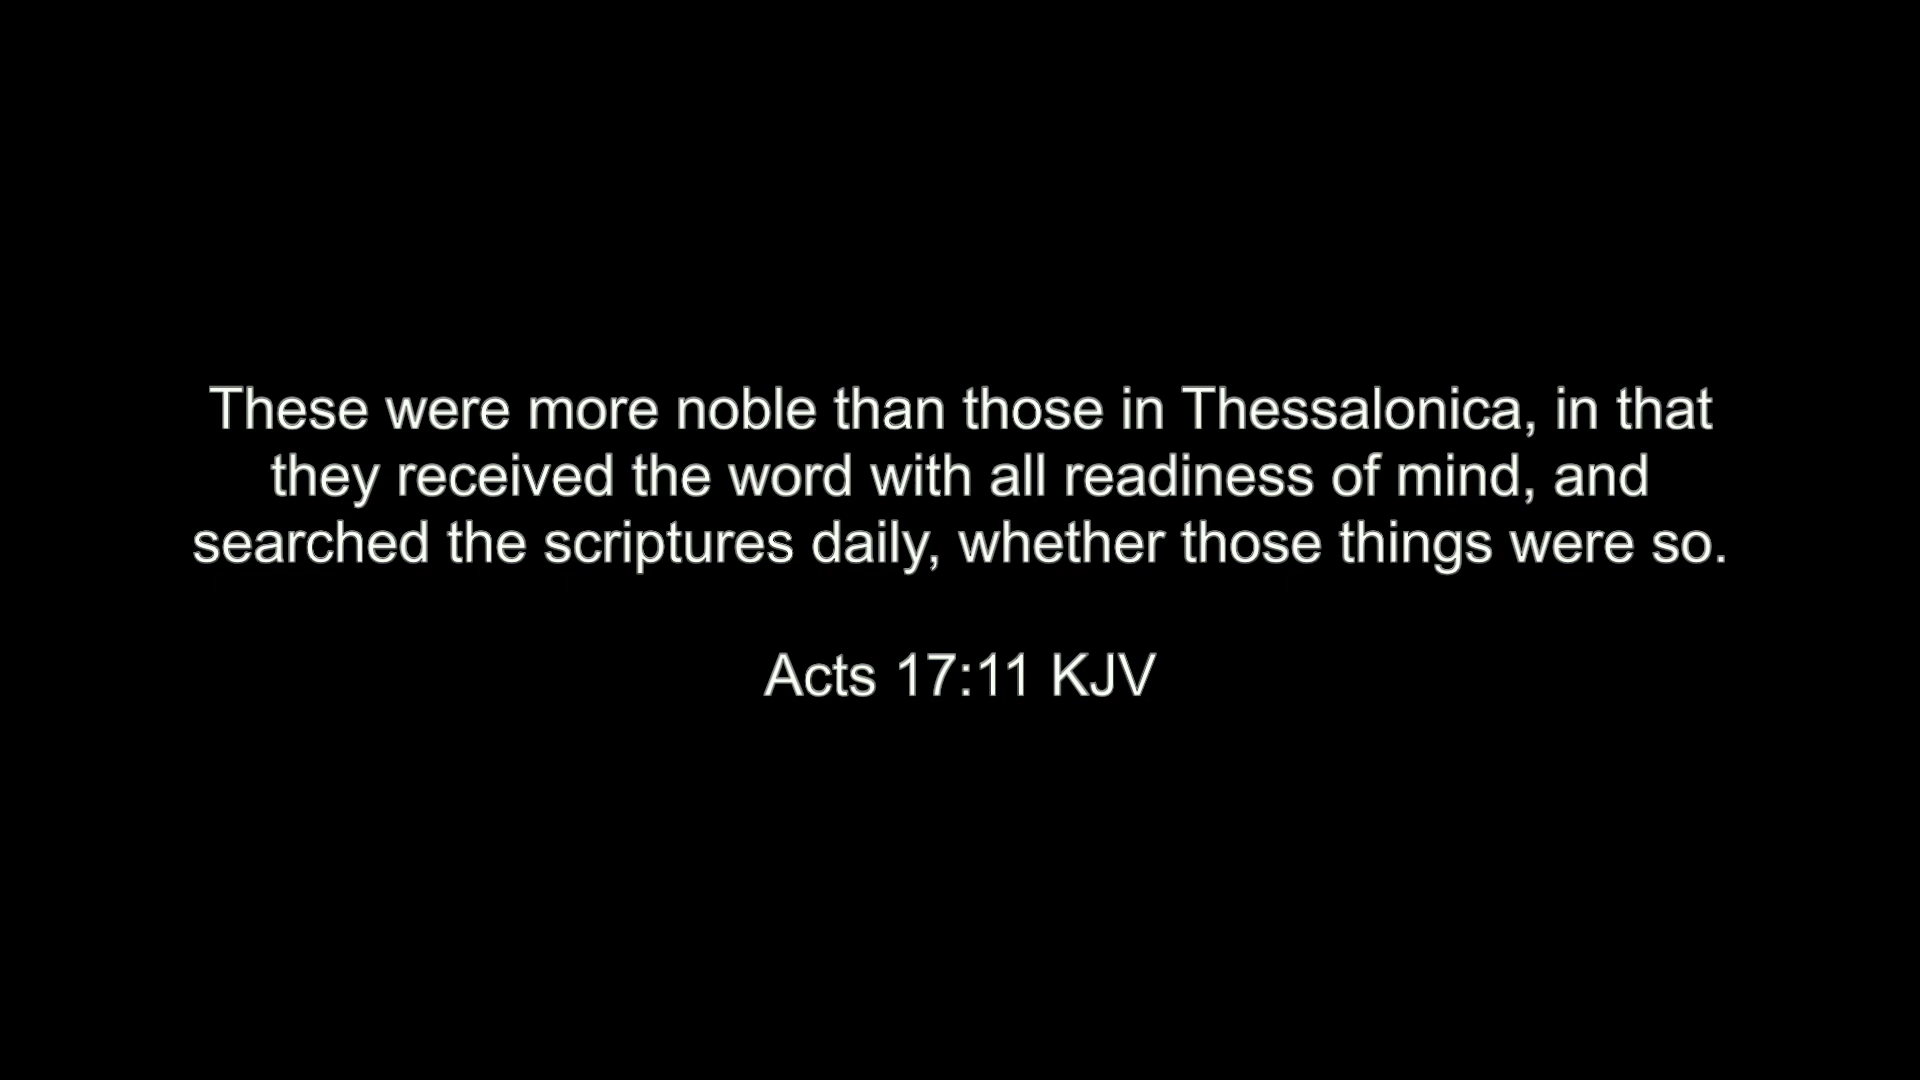 These were more noble than those in Thessalonica, in that
they received the word with all readiness of mind, and
searched the scriptures daily, whether those things were so.
Acts 17:11 KJV